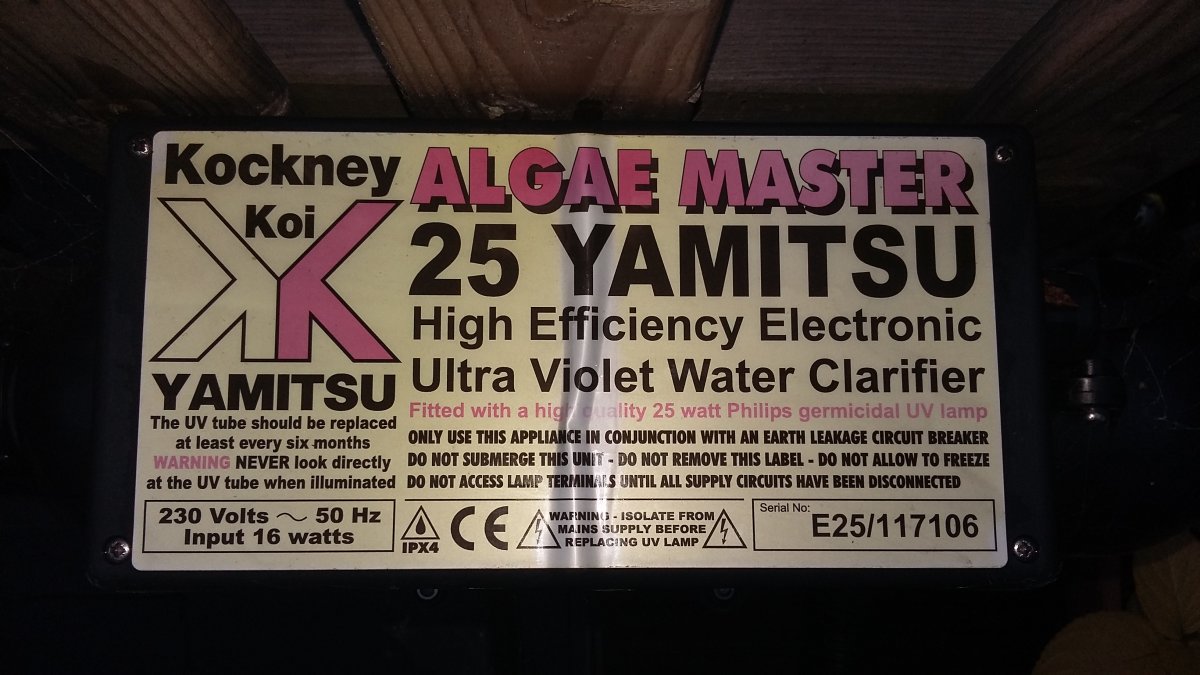 Kockney
Koi
YAMITSU
The UV tube should be replaced
at least every six months
WARNING NEVER look directly
at the UV tube when illuminated
230 Volts ~ 50 Hz
Input 16 watts
ALGAE MASTER
25 YAMITSU
High Efficiency Electronic
Ultra Violet Water Clarifier
Fitted with a high quality 25 watt Philips germicidal UV lamp
ONLY USE THIS APPLIANCE IN CONJUNCTION WITH AN EARTH LEAKAGE CIRCUIT BREAKER
DO NOT SUBMERGE THIS UNIT - DO NOT REMOVE THIS LABEL - DO NOT ALLOW TO FREEZE
DO NOT ACCESS LAMP TERMINALS UNTIL ALL SUPPLY CIRCUITS HAVE BEEN DISCONNECTED
IPX4
CE
WARNING - ISOLATE FROM
MAINS SUPPLY BEFORE
REPLACING UV LAMP
Serial No:
E25/117106